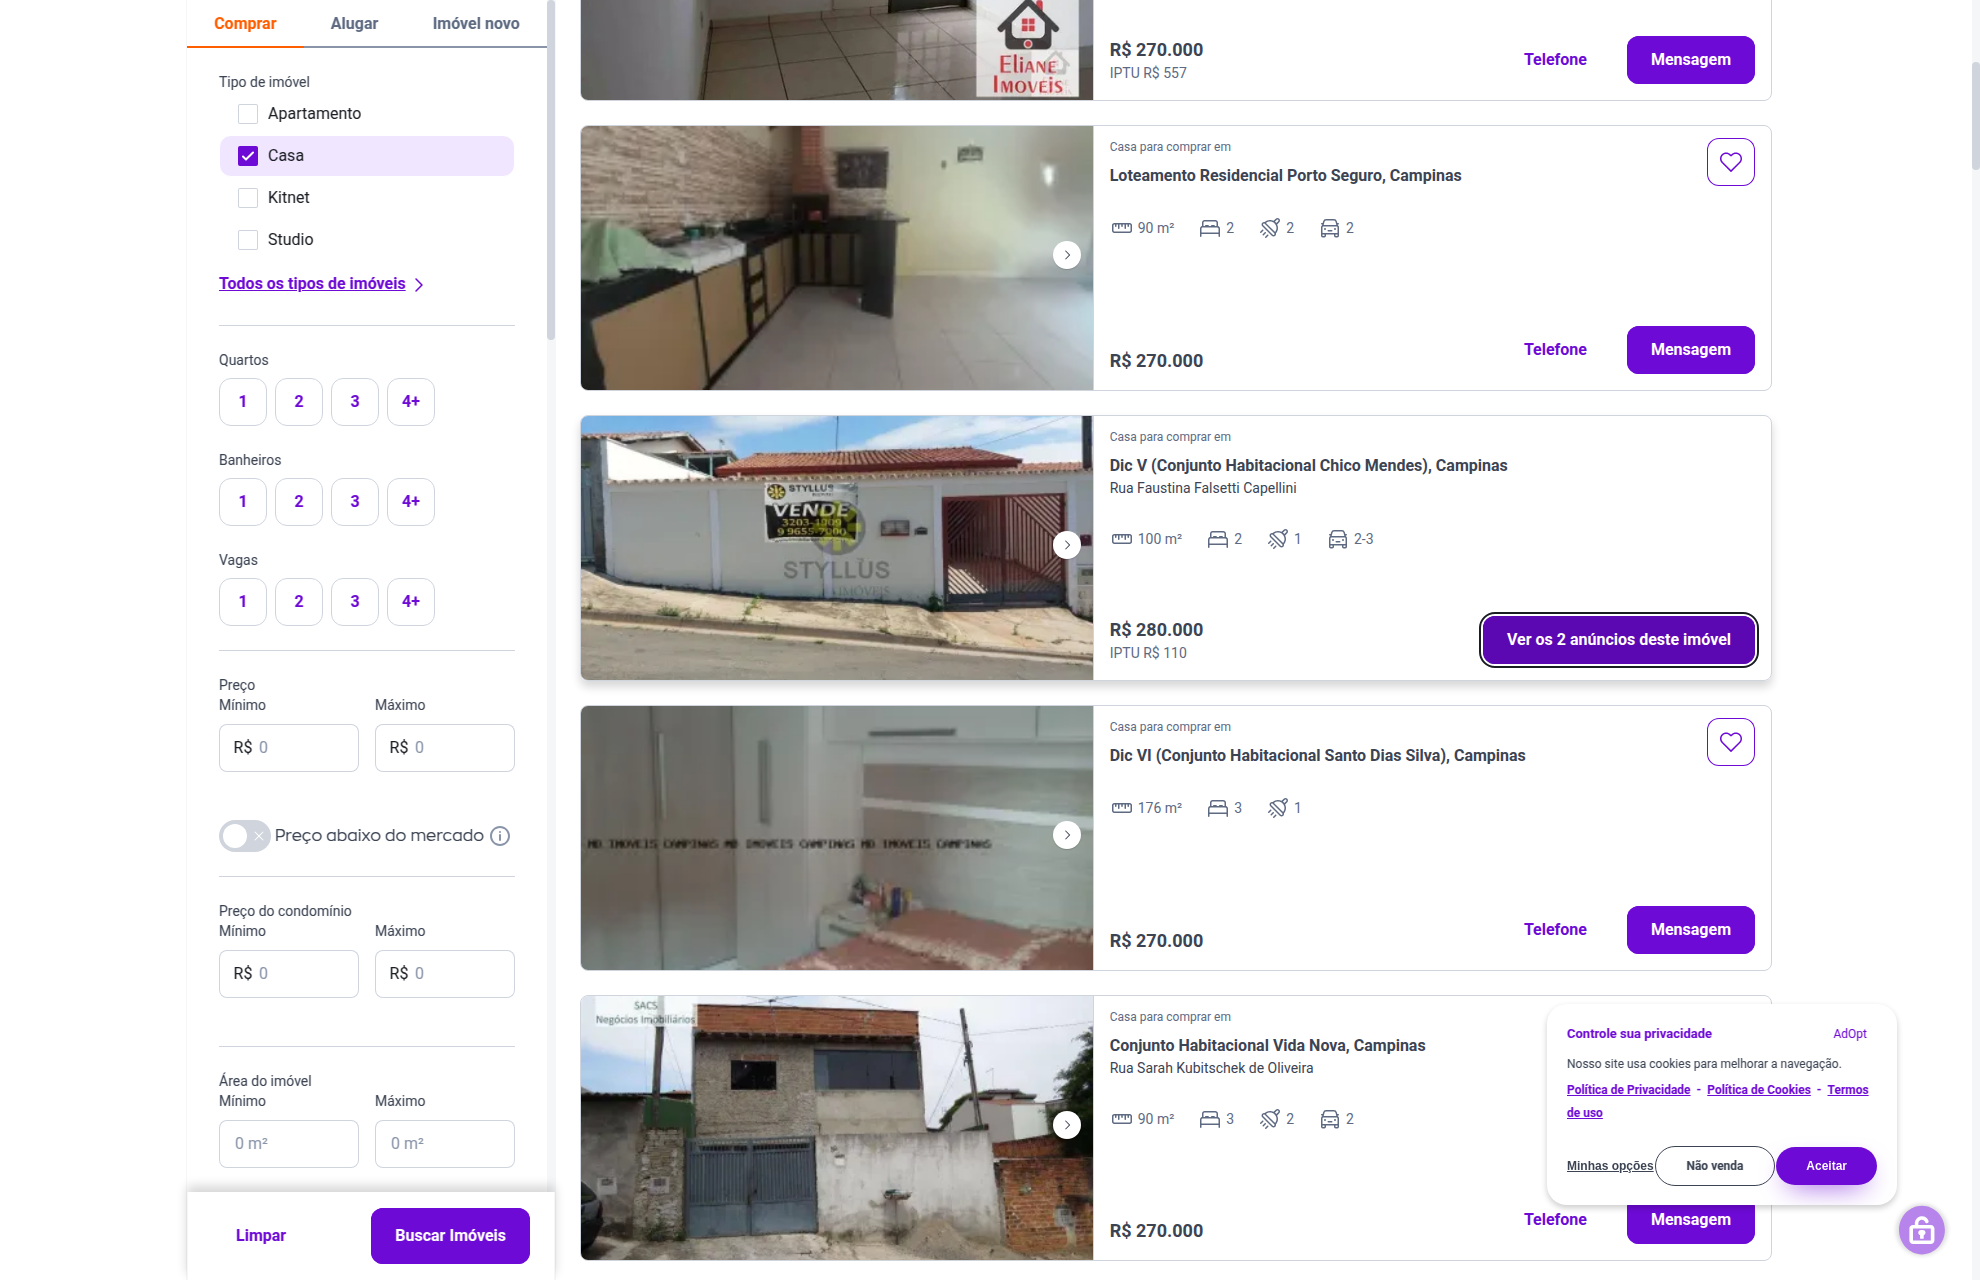 Comprar
Alugar
Imóvel novo
Tipo de imóvel
Apartamento
Casa
Kitnet
Studio
Todos os tipos de imóveis
Quartos
1
2
3
4+
Banheiros
1
2
3
4+
Vagas
1
2
3
4+
Preço
Mínimo
Máximo
R$ 0
R$ 0
Preço abaixo do mercado
Preço do condomínio
Mínimo
Máximo
R$ 0
R$ 0
Área do imóvel
Mínimo
Máximo
0 m²
0 m²
Limpar
Buscar Imóveis
Eliane
Imovéis
R$ 270.000
IPTU R$ 557
Telefone
Mensagem
Casa para comprar em
Loteamento Residencial Porto Seguro, Campinas
90 m²
2
2
2
R$ 270.000
Telefone
Mensagem
STYLLUS
VENDE
3203-1009
9 9655-7000
STYLLUS
IMÓVEIS
Casa para comprar em
Dic V (Conjunto Habitacional Chico Mendes), Campinas
Rua Faustina Falsetti Capellini
100 m²
2
1
2-3
R$ 280.000
IPTU R$ 110
Ver os 2 anúncios deste imóvel
MD IMOVEIS CAMPINAS MD IMOVEIS CAMPINAS MD IMOVEIS CAMPINAS
Casa para comprar em
Dic VI (Conjunto Habitacional Santo Dias Silva), Campinas
176 m²
3
1
R$ 270.000
Telefone
Mensagem
SACS
Negócios Imobiliários
Casa para comprar em
Conjunto Habitacional Vida Nova, Campinas
Rua Sarah Kubitschek de Oliveira
90 m²
3
2
2
R$ 270.000
Telefone
Mensagem
Controle sua privacidade
AdOpt
Nosso site usa cookies para melhorar a navegação.
Política de Privacidade - Política de Cookies - Termos
de uso
Minhas opções
Não venda
Aceitar